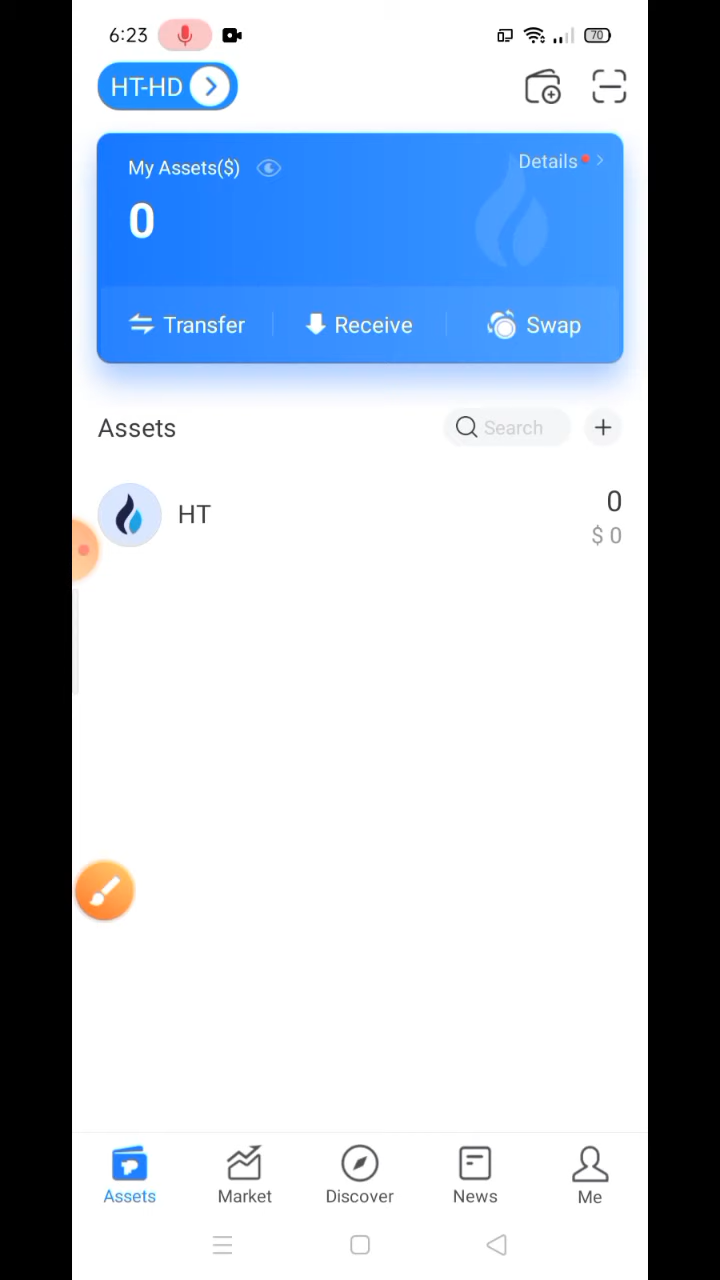 6:23
70
HT-HD
My Assets($)
Details
0
Transfer
Receive
Swap
Assets
Search
HT
0
$ 0
Assets
Market
Discover
News
Me